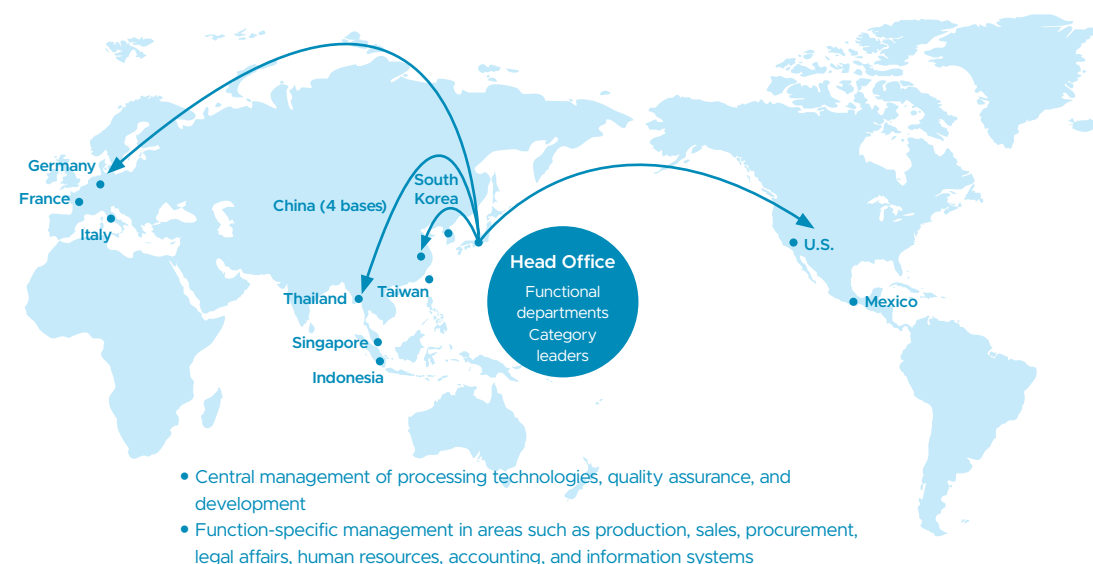 Germany
France
Italy
China (4 bases)
South
Korea
Thailand
Taiwan
Singapore
Indonesia
Head Office
Functional
departments
Category
leaders
U.S.
Mexico
• Central management of processing technologies, quality assurance, and
development
• Function-specific management in areas such as production, sales, procurement,
legal affairs, human resources, accounting, and information systems